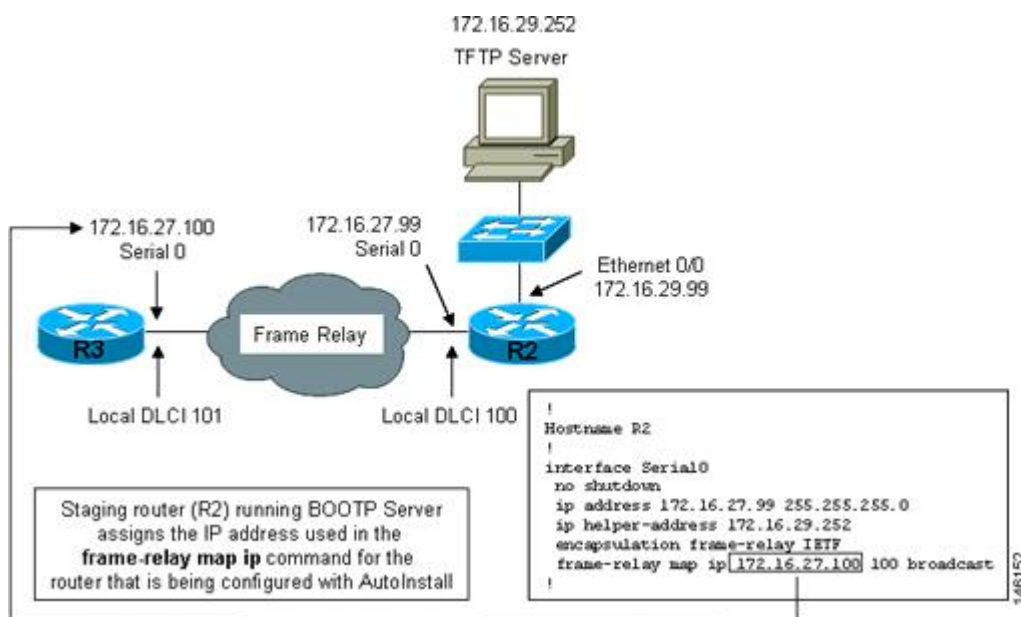 172.16.29.252
TFTP Server
172.16.27.100
Serial 0
172.16.27.99
Serial 0
Ethernet 0/0
172.16.29.99
R3
Frame Relay
R2
Local DLCI 101
Local DLCI 100
Staging router (R2) running BOOTP Server
assigns the IP address used in the
frame-relay map ip command for the
router that is being configured with AutoInstall
!
Hostname R2
!
interface Serial0
no shutdown
ip address 172.16.27.99 255.255.255.0
ip helper-address 172.16.29.252
encapsulation frame-relay IETF
frame-relay map ip 172.16.27.100 100 broadcast
!
146152